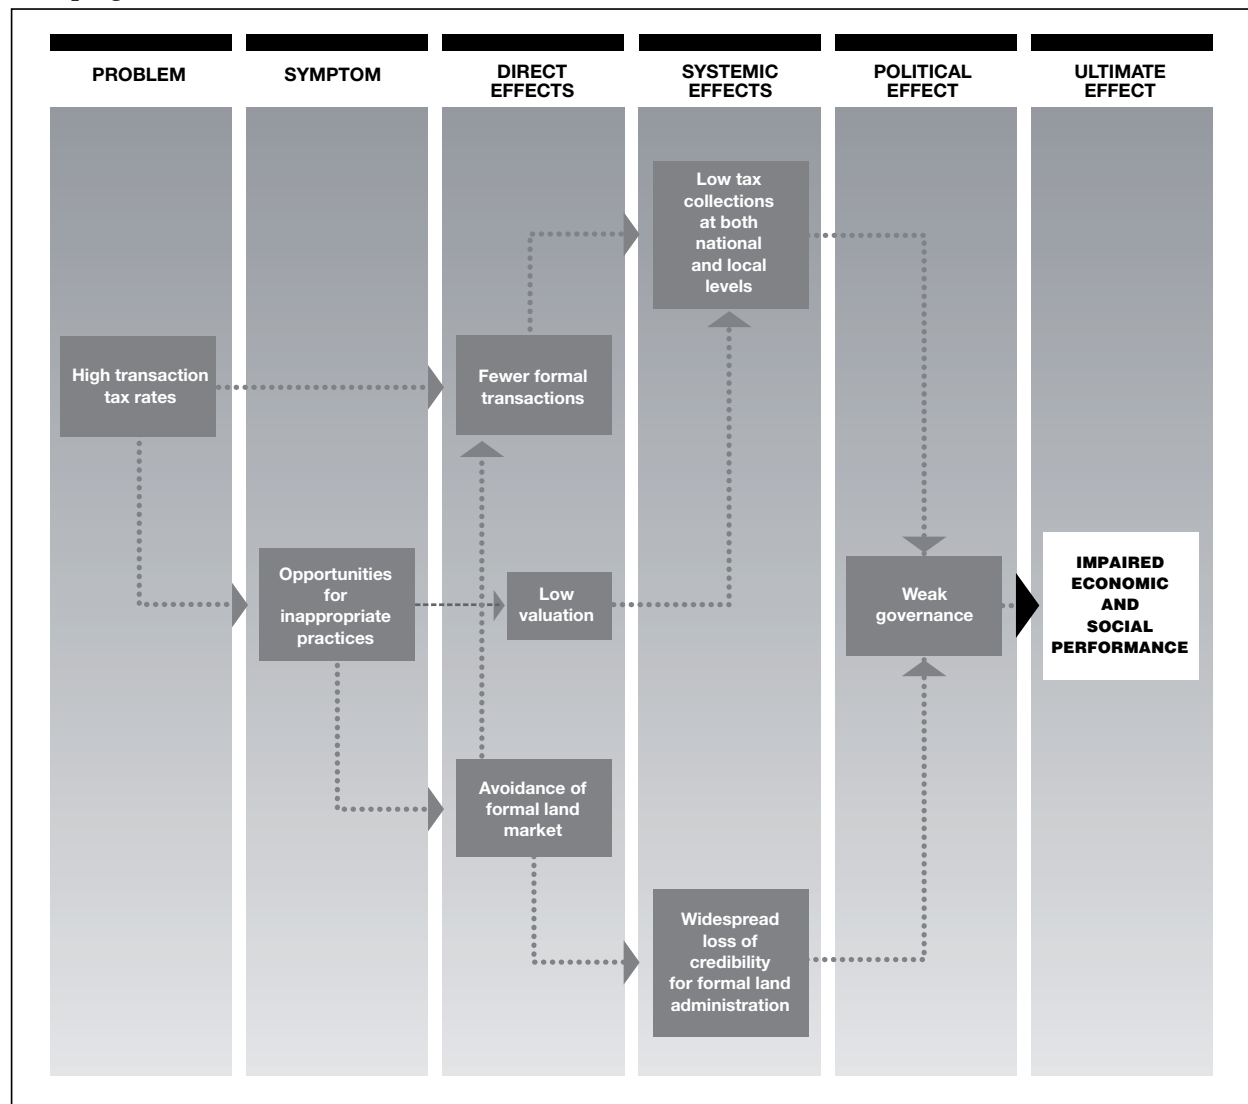 PROBLEM
SYMPTOM
DIRECT
EFFECTS
SYSTEMIC
EFFECTS
POLITICAL
EFFECT
ULTIMATE
EFFECT
High transaction
tax rates
Opportunities
for
inappropriate
practices
Fewer formal
transactions
Low
valuation
Avoidance of
formal land
market
Low tax
collections
at both
national
and local
levels
Widespread
loss of
credibility
for formal land
administration
Weak
governance
IMPAIRED
ECONOMIC
AND
SOCIAL
PERFORMANCE